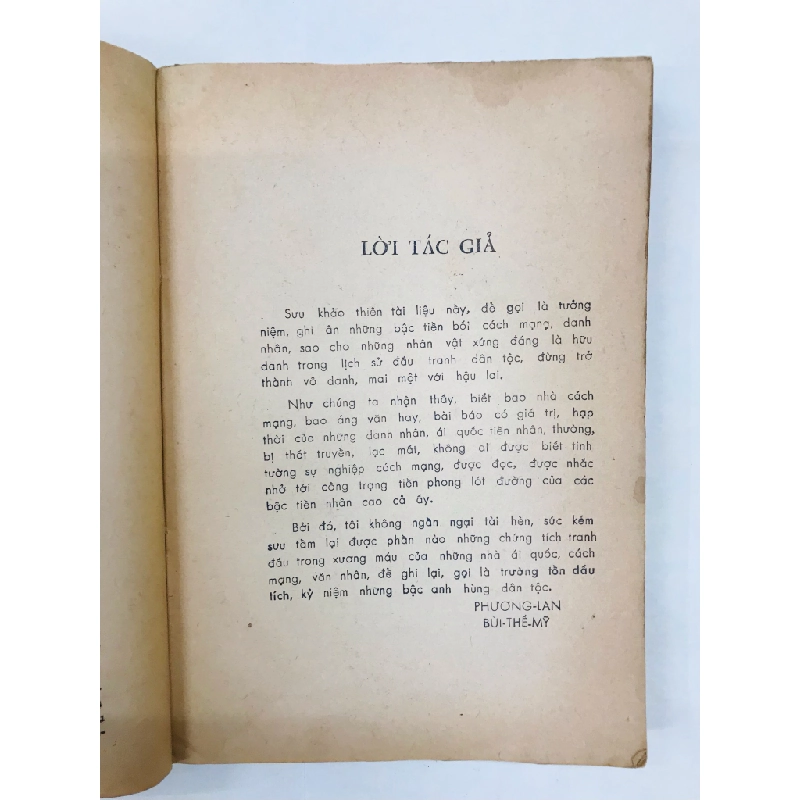 LỜI TÁC GIẢ
Sưu khảo thiên tài liệu này, để gọi là tưởng
niệm, ghi ân những bậc tiền bối cách mạng, danh
nhân, sao cho những nhân vật xứng đáng là hữu
danh trong lịch sử đấu tranh dân tộc, đừng trở
thành vô danh, mai một với hậu lai.
Như chúng ta nhận thấy, biết bao nhà cách
mạng, bao áng văn hay, bài báo có giá trị, hạp
thời của những danh nhân, ái quốc tiền nhân, thường,
bị thất truyền, lạc mất, không ai được biết tinh
tường sự nghiệp cách mạng, được đọc, được nhắc
nhở tới công trọng tiền phong lót đường của các
bậc tiền nhân cao cả ấy.
Bởi đó, tôi không ngần ngại tài hèn, sức kém
sưu tầm lại được phần nào những chứng tích tranh
đấu trong xương máu của những nhà ái quốc, cách
mạng, văn nhân, để ghi lại, gọi là trường tồn dấu
tích, kỷ niệm những bậc anh hùng dân tộc.
PHƯƠNG-LAN
BÙI-THẾ-MỸ